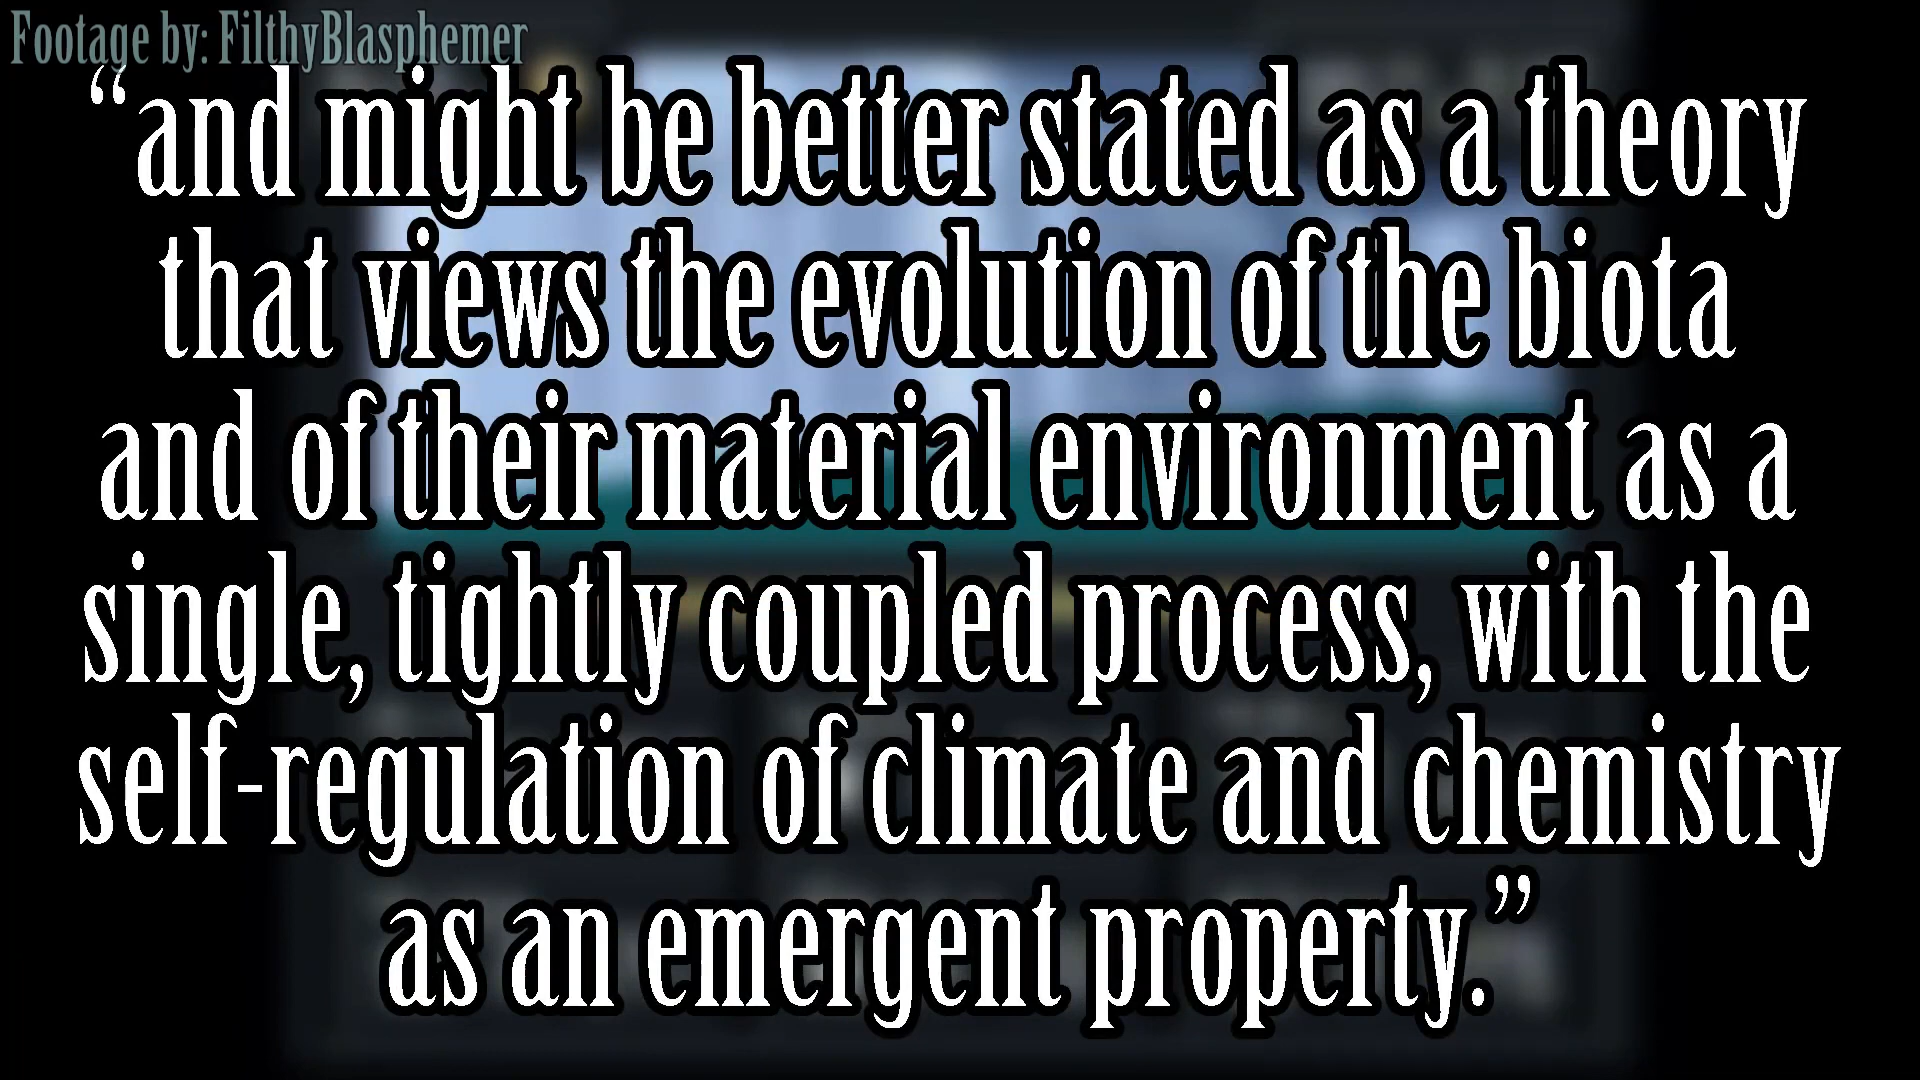 Footage by: FilthyBlasphemer
“and might be better stated as a theory
that views the evolution of the biota
and of their material environment as a
single, tightly coupled process, with the
self-regulation of climate and chemistry
as an emergent property.”